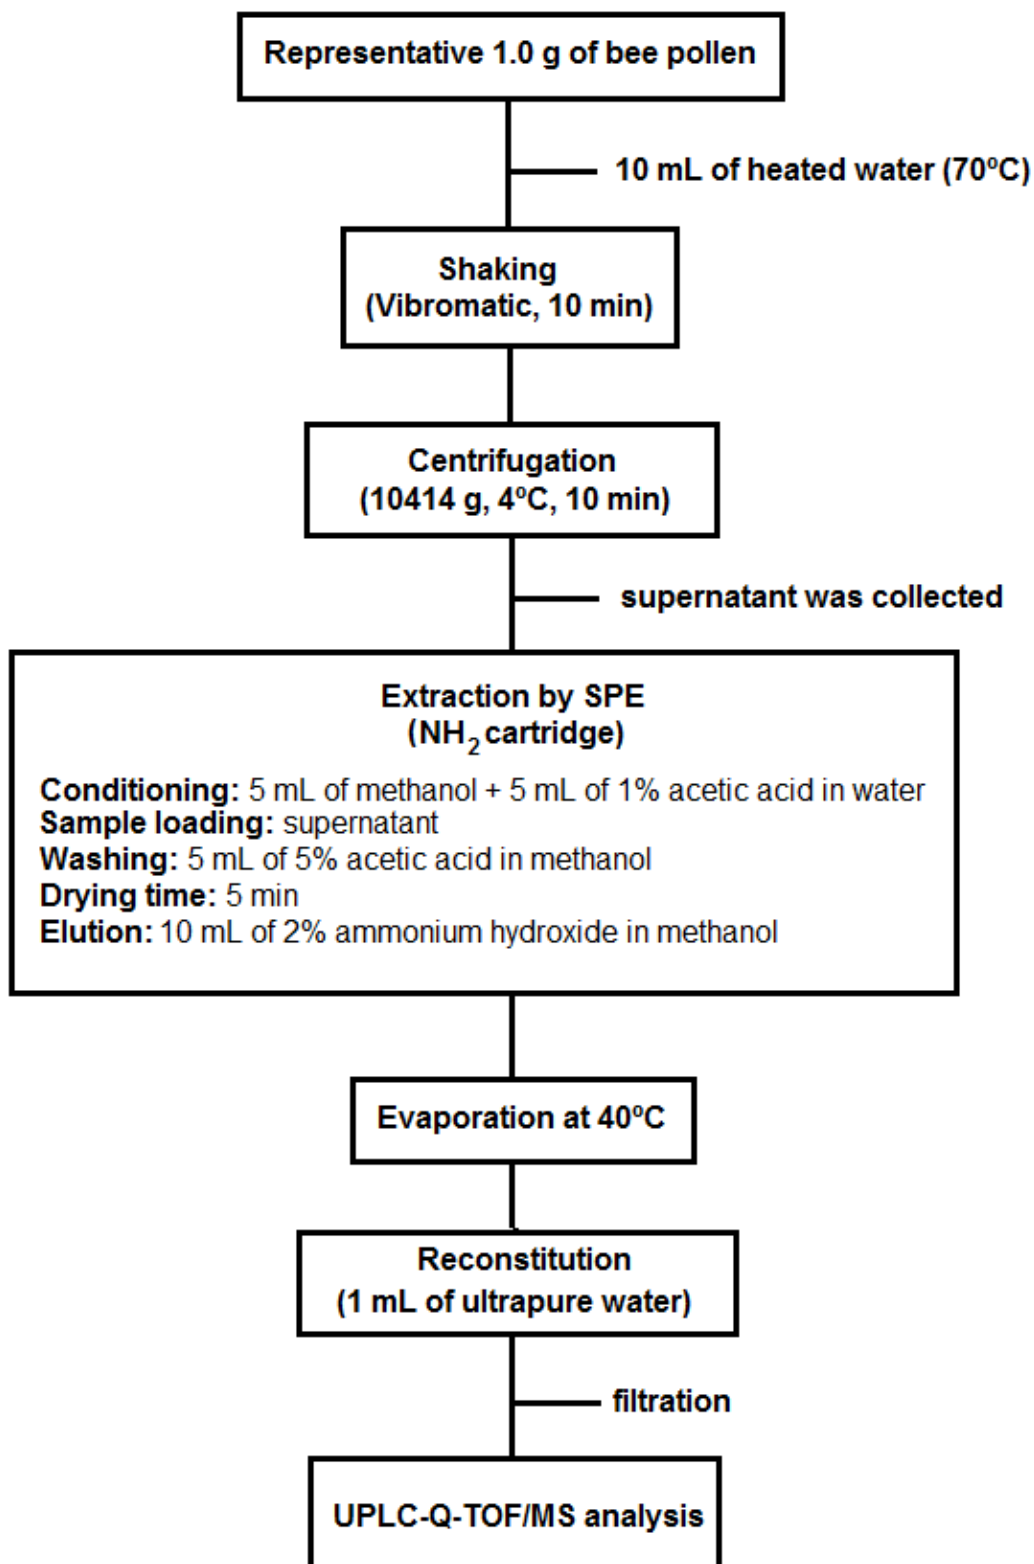 Representative 1.0 g of bee pollen
10 mL of heated water (70ºC)
Shaking
(Vibromatic, 10 min)
Centrifugation
(10414 g, 4ºC, 10 min)
supernatant was collected
Extraction by SPE
(NH₂ cartridge)
Conditioning: 5 mL of methanol + 5 mL of 1% acetic acid in water
Sample loading: supernatant
Washing: 5 mL of 5% acetic acid in methanol
Drying time: 5 min
Elution: 10 mL of 2% ammonium hydroxide in methanol
Evaporation at 40ºC
Reconstitution
(1 mL of ultrapure water)
filtration
UPLC-Q-TOF/MS analysis